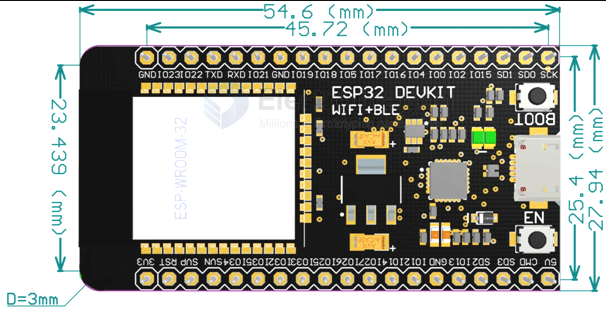 54.6 (mm)
45.72 (mm)
GND IO23 IO22 TXD RXD IO21 GND IO19 IO18 IO5 IO17 IO16 IO4 IO0 IO2 IO15 SD1 SD0 SCK
ESP32 DEVKIT
WIFI+BLE
BOOT
ESP-WROOM-32
23.439 (mm)
25.4 (mm)
27.94 (mm)
EN
3V3 RST SVP SVN IO34 IO35 IO32 IO33 IO25 IO26 IO27 IO14 IO12 GND IO13 SD2 SD3 CMD 5V
D=3mm